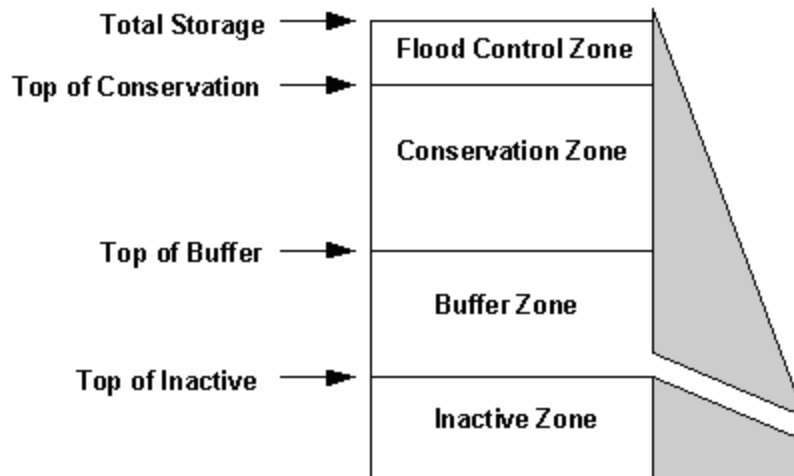 Total Storage
Flood Control Zone
Top of Conservation
Conservation Zone
Top of Buffer
Buffer Zone
Top of Inactive
Inactive Zone